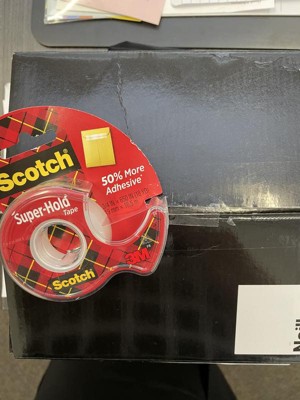 Scotch
50% More
Adhesive*
Super-Hold
Tape
Scotch
3M